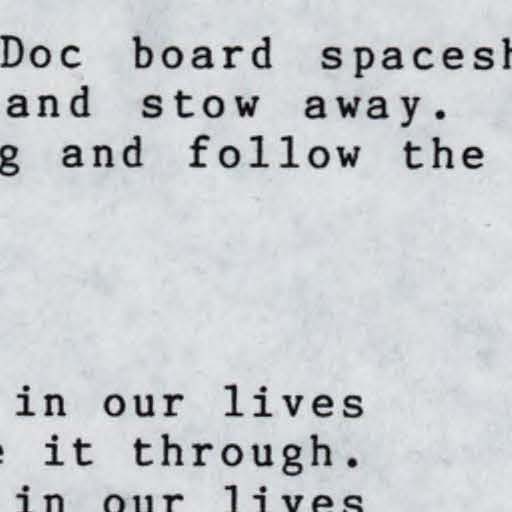 Doc board spacesh
and stow away.
g and follow the
in our lives
e it through.
in our lives